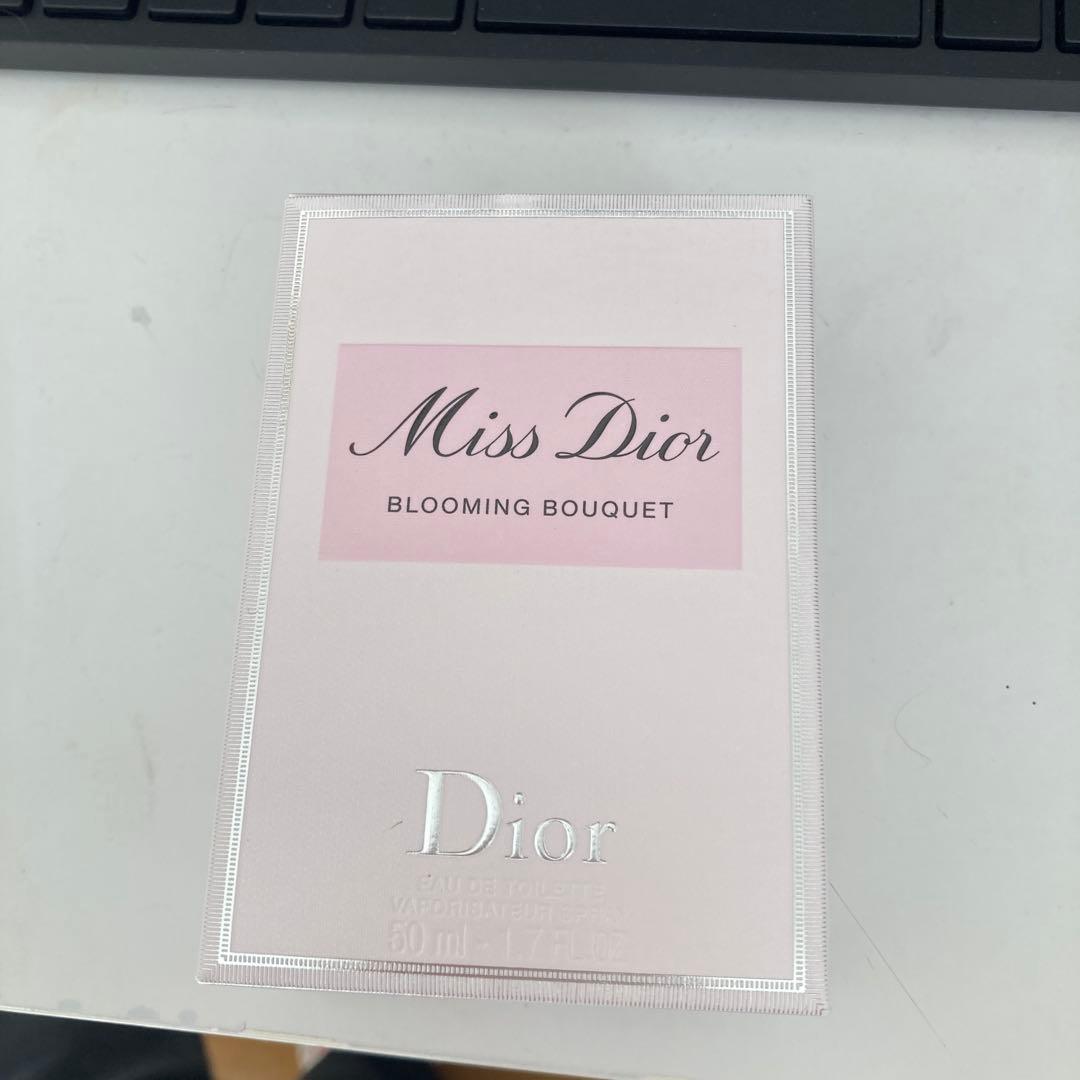 Miss Dior
BLOOMING BOUQUET
Dior
EAU DE TOILETTE
VAPORISATEUR SPRAY
50 ml - 1.7 FL.OZ